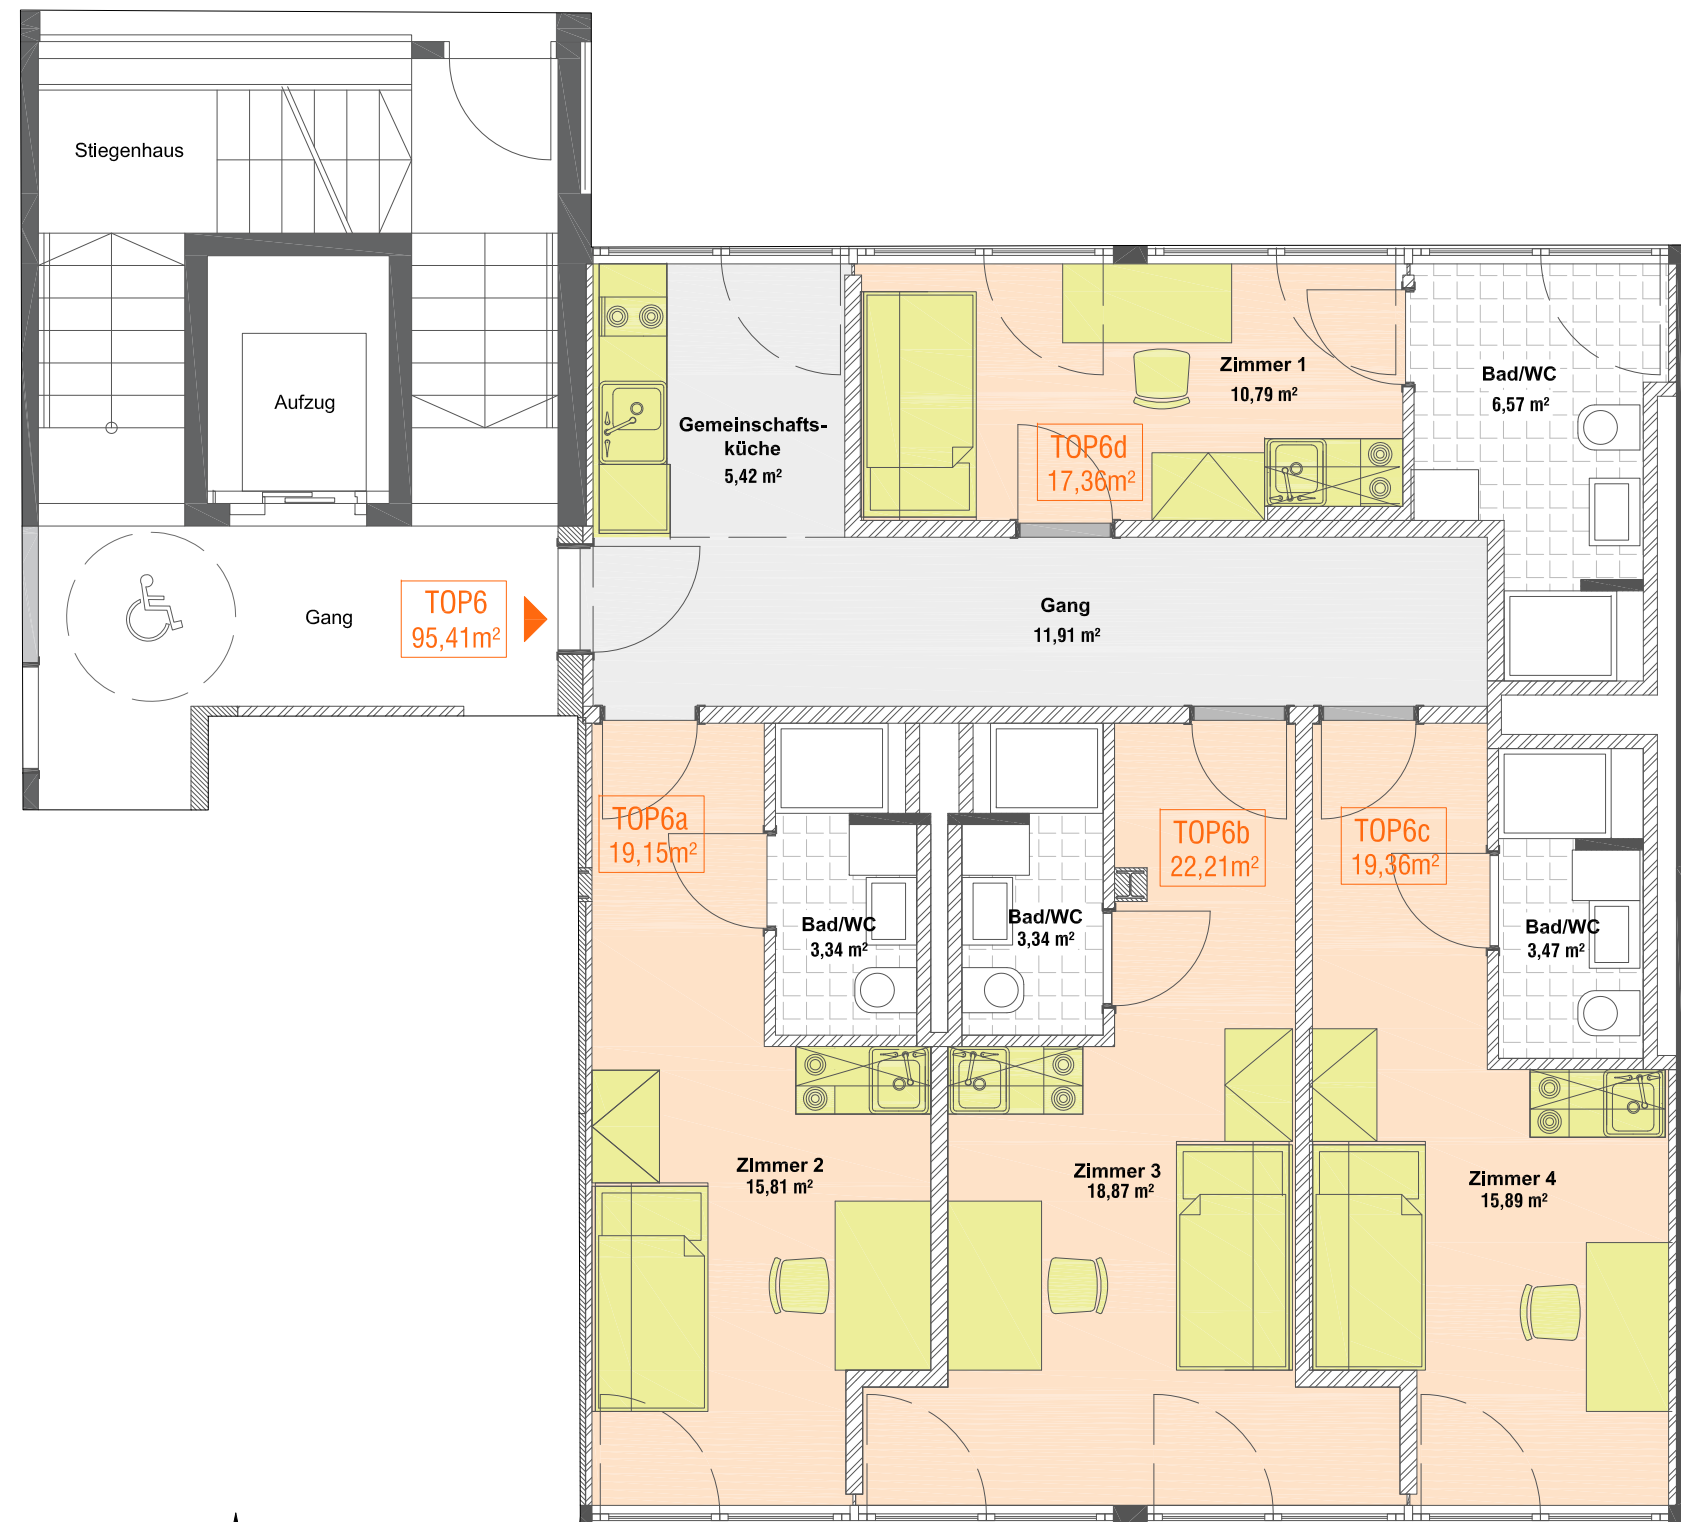 Stiegenhaus
Aufzug
Gang
TOP6
95,41m²
Gemeinschafts-
küche
5,42 m²
Zimmer 1
10,79 m²
TOP6d
17,36m²
Bad/WC
6,57 m²
Gang
11,91 m²
TOP6a
19,15m²
Bad/WC
3,34 m²
Bad/WC
3,34 m²
TOP6b
22,21m²
TOP6c
19,36m²
Bad/WC
3,47 m²
ZImmer 2
15,81 m²
Zimmer 3
18,87 m²
Zimmer 4
15,89 m²